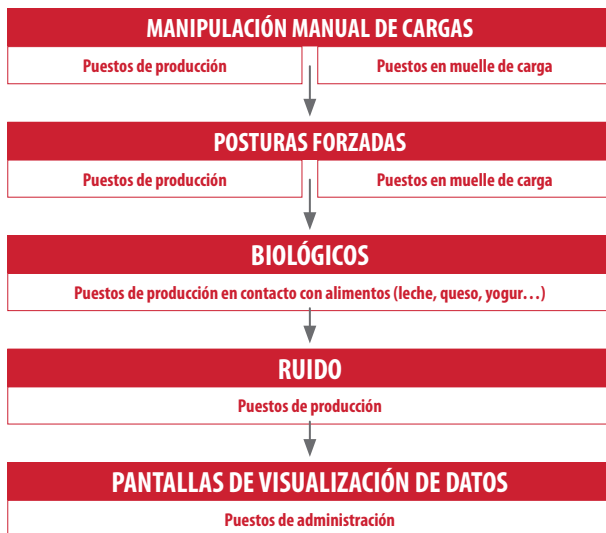 MANIPULACIÓN MANUAL DE CARGAS
Puestos de producción
Puestos en muelle de carga
POSTURAS FORZADAS
Puestos de producción
Puestos en muelle de carga
BIOLÓGICOS
Puestos de producción en contacto con alimentos (leche, queso, yogur…)
RUIDO
Puestos de producción
PANTALLAS DE VISUALIZACIÓN DE DATOS
Puestos de administración